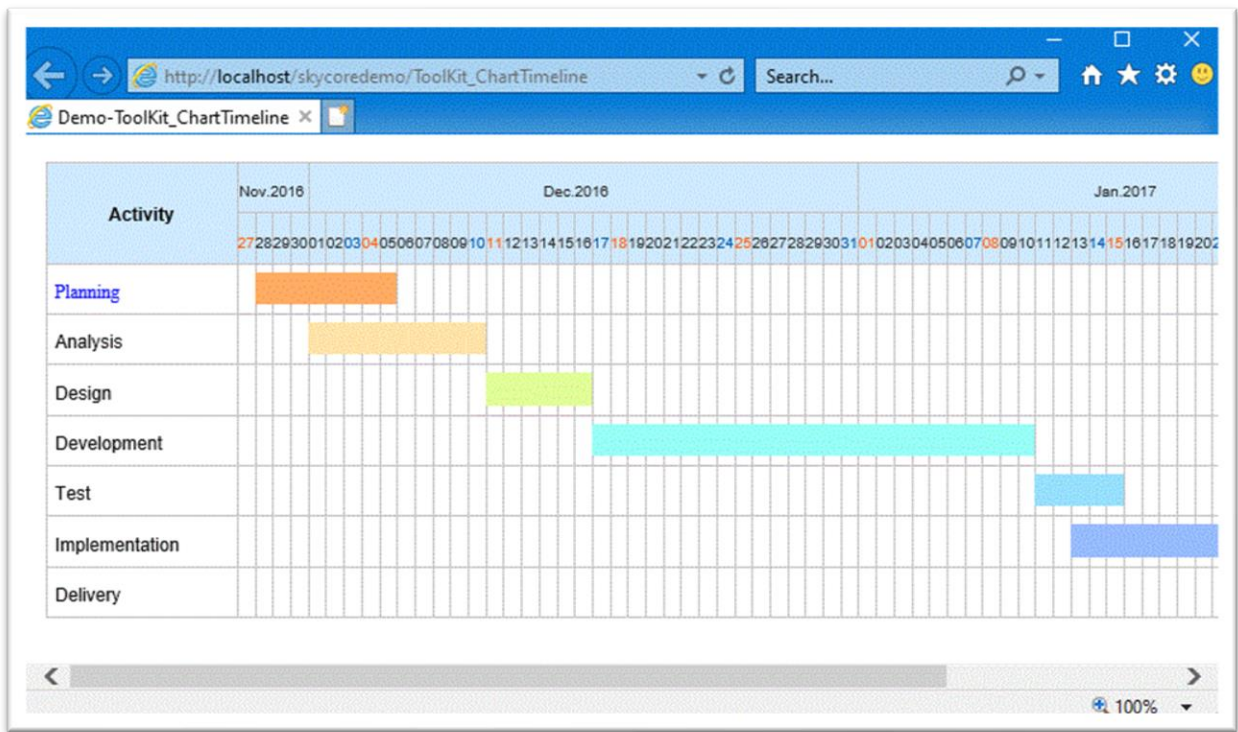 http://localhost/skycoredemo/ToolKit_ChartTimeline
Search...
Demo-ToolKit_ChartTimeline
Activity
Nov.2016 Dec.2016 Jan.2017
272829300102030405060708091011121314151617181920212223242526272829303101020304050607080910111213141516171819202
Planning
Analysis
Design
Development
Test
Implementation
Delivery
100%